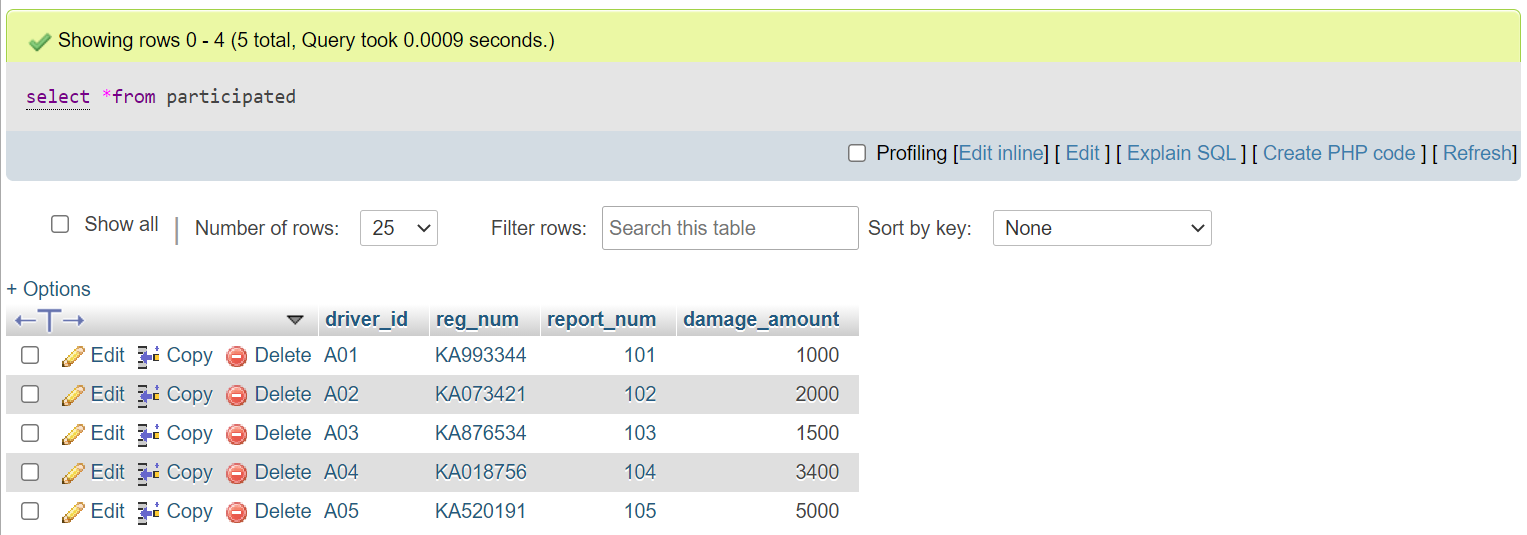 Showing rows 0 - 4 (5 total, Query took 0.0009 seconds.)
select *from participated
Profiling [Edit inline] [ Edit ] [ Explain SQL ] [ Create PHP code ] [ Refresh]
Show all | Number of rows: 25 Filter rows: Search this table Sort by key: None
+ Options
←T→ driver_id reg_num report_num damage_amount
Edit Copy Delete A01 KA993344 101 1000
Edit Copy Delete A02 KA073421 102 2000
Edit Copy Delete A03 KA876534 103 1500
Edit Copy Delete A04 KA018756 104 3400
Edit Copy Delete A05 KA520191 105 5000